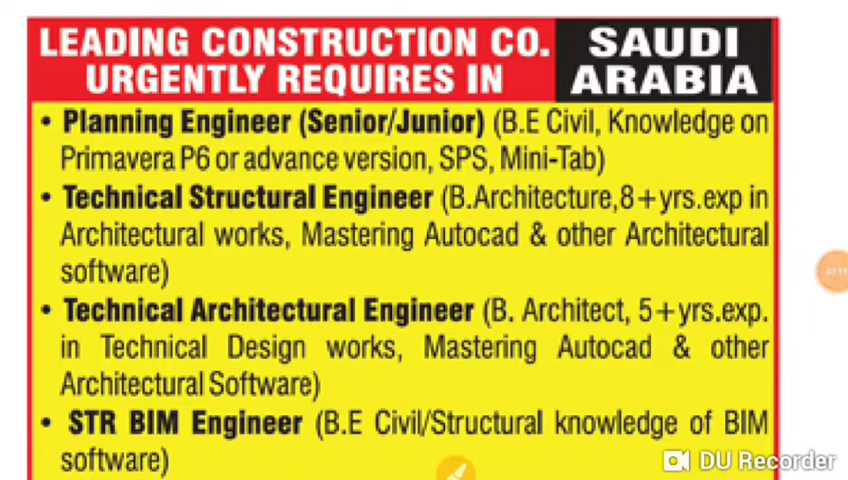 LEADING CONSTRUCTION CO.
URGENTLY REQUIRES IN
SAUDI
ARABIA
• Planning Engineer (Senior/Junior) (B.E Civil, Knowledge on
Primavera P6 or advance version, SPS, Mini-Tab)
• Technical Structural Engineer (B.Architecture,8+yrs.exp in
Architectural works, Mastering Autocad & other Architectural
software)
• Technical Architectural Engineer (B. Architect, 5+yrs.exp.
in Technical Design works, Mastering Autocad & other
Architectural Software)
• STR BIM Engineer (B.E Civil/Structural knowledge of BIM
software)
DU Recorder